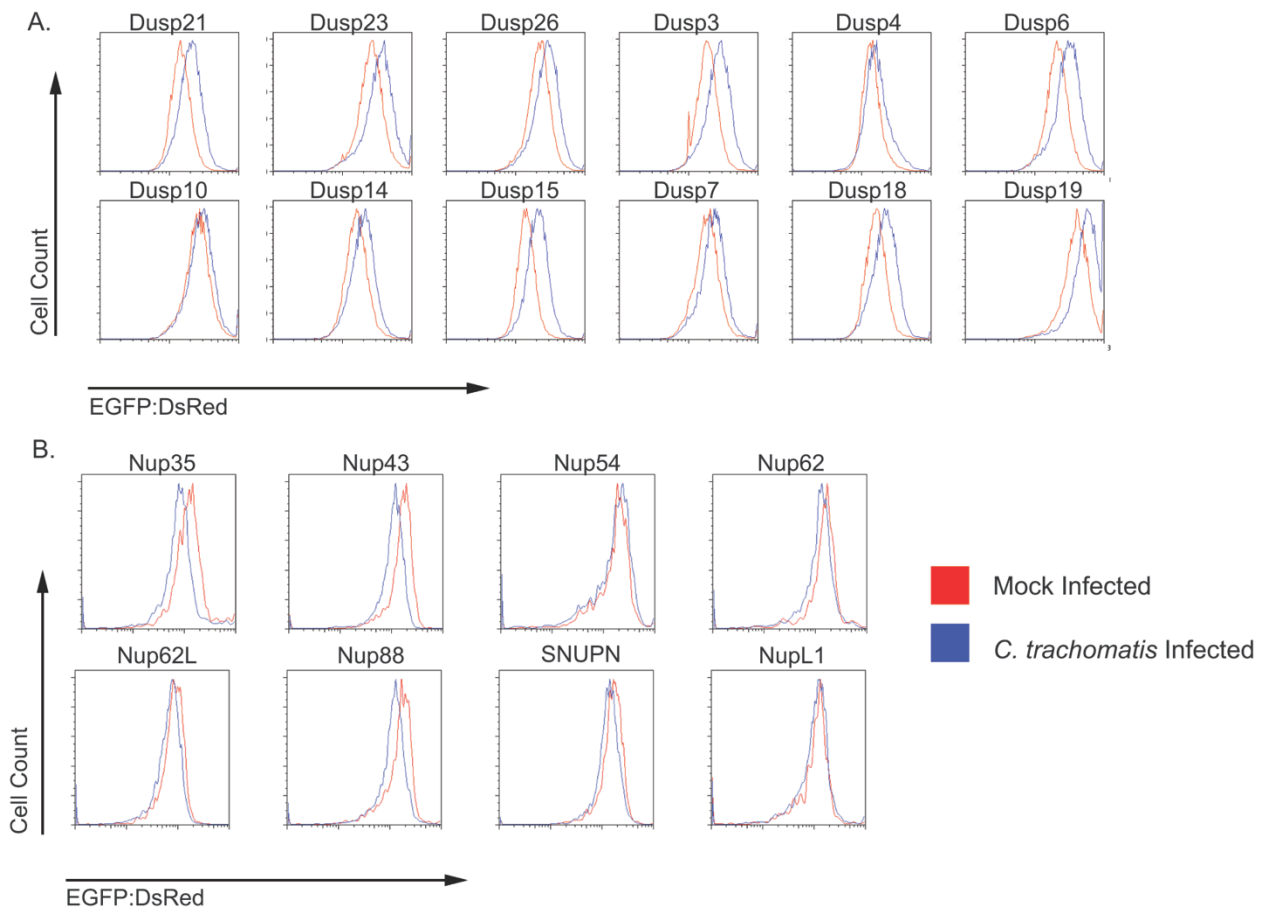 A.
Dusp21 Dusp23 Dusp26 Dusp3 Dusp4 Dusp6
Dusp10 Dusp14 Dusp15 Dusp7 Dusp18 Dusp19
Cell Count
EGFP:DsRed
B.
Nup35 Nup43 Nup54 Nup62
Nup62L Nup88 SNUPN NupL1
Cell Count
EGFP:DsRed
Mock Infected
C. trachomatis Infected